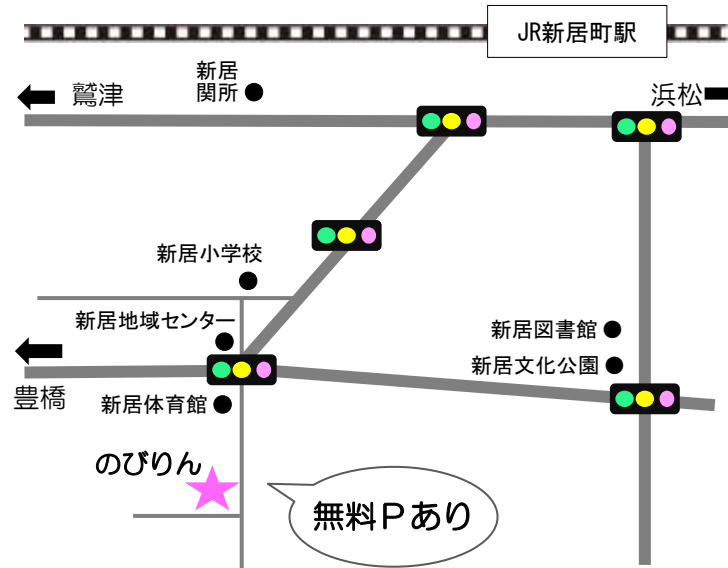 JR新居町駅
新居
関所
鷲津
浜松
新居小学校
新居地域センター
新居図書館
新居文化公園
豊橋
新居体育館
のびりん
無料Pあり